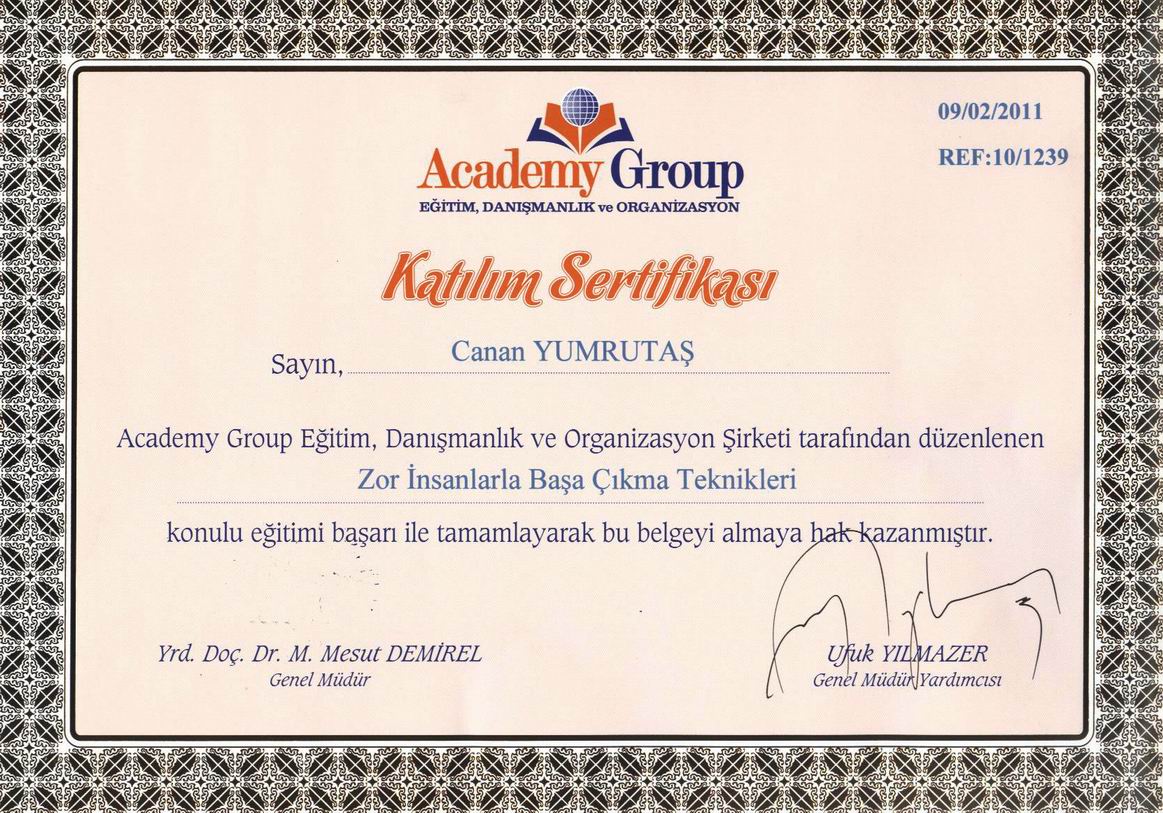 09/02/2011
REF:10/1239
Academy Group
EĞİTİM, DANIŞMANLIK ve ORGANİZASYON
Katılım Sertifikası
Sayın, Canan YUMRUTAŞ
Academy Group Eğitim, Danışmanlık ve Organizasyon Şirketi tarafından düzenlenen
Zor İnsanlarla Başa Çıkma Teknikleri
konulu eğitimi başarı ile tamamlayarak bu belgeyi almaya hak kazanmıştır.
Yrd. Doç. Dr. M. Mesut DEMİREL
Genel Müdür
Ufuk YILMAZER
Genel Müdür Yardımcısı